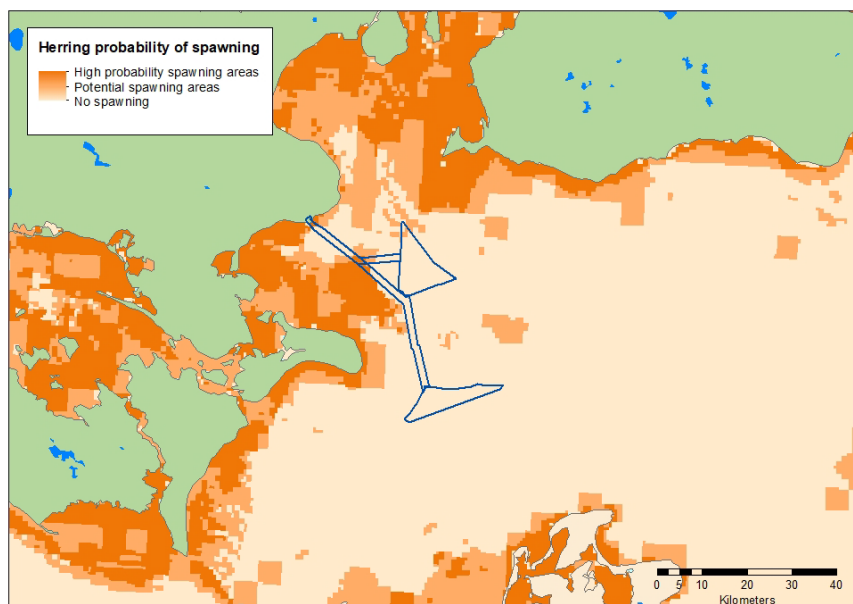 Herring probability of spawning
High probability spawning areas
Potential spawning areas
No spawning
0 5 10 20 30 40
Kilometers